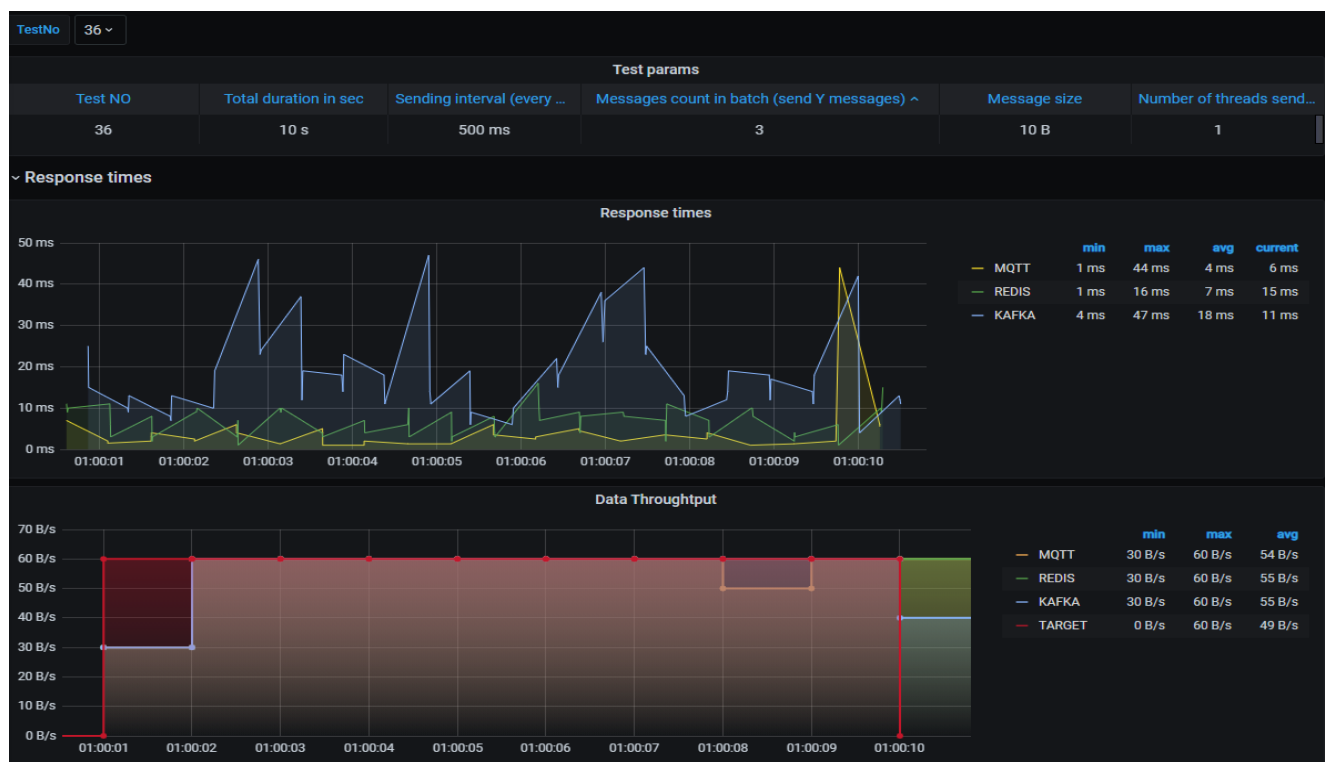 TestNo 36
Test params
Test NO Total duration in sec Sending interval (every ... Messages count in batch (send Y messages) Message size Number of threads send...
36 10 s 500 ms 3 10 B 1
Response times
Response times
50 ms
40 ms
30 ms
20 ms
10 ms
0 ms
01:00:01 01:00:02 01:00:03 01:00:04 01:00:05 01:00:06 01:00:07 01:00:08 01:00:09 01:00:10
min max avg current
MQTT 1 ms 44 ms 4 ms 6 ms
REDIS 1 ms 16 ms 7 ms 15 ms
KAFKA 4 ms 47 ms 18 ms 11 ms
Data Throughtput
70 B/s
60 B/s
50 B/s
40 B/s
30 B/s
20 B/s
10 B/s
0 B/s
01:00:01 01:00:02 01:00:03 01:00:04 01:00:05 01:00:06 01:00:07 01:00:08 01:00:09 01:00:10
min max avg
MQTT 30 B/s 60 B/s 54 B/s
REDIS 30 B/s 60 B/s 55 B/s
KAFKA 30 B/s 60 B/s 55 B/s
TARGET 0 B/s 60 B/s 49 B/s